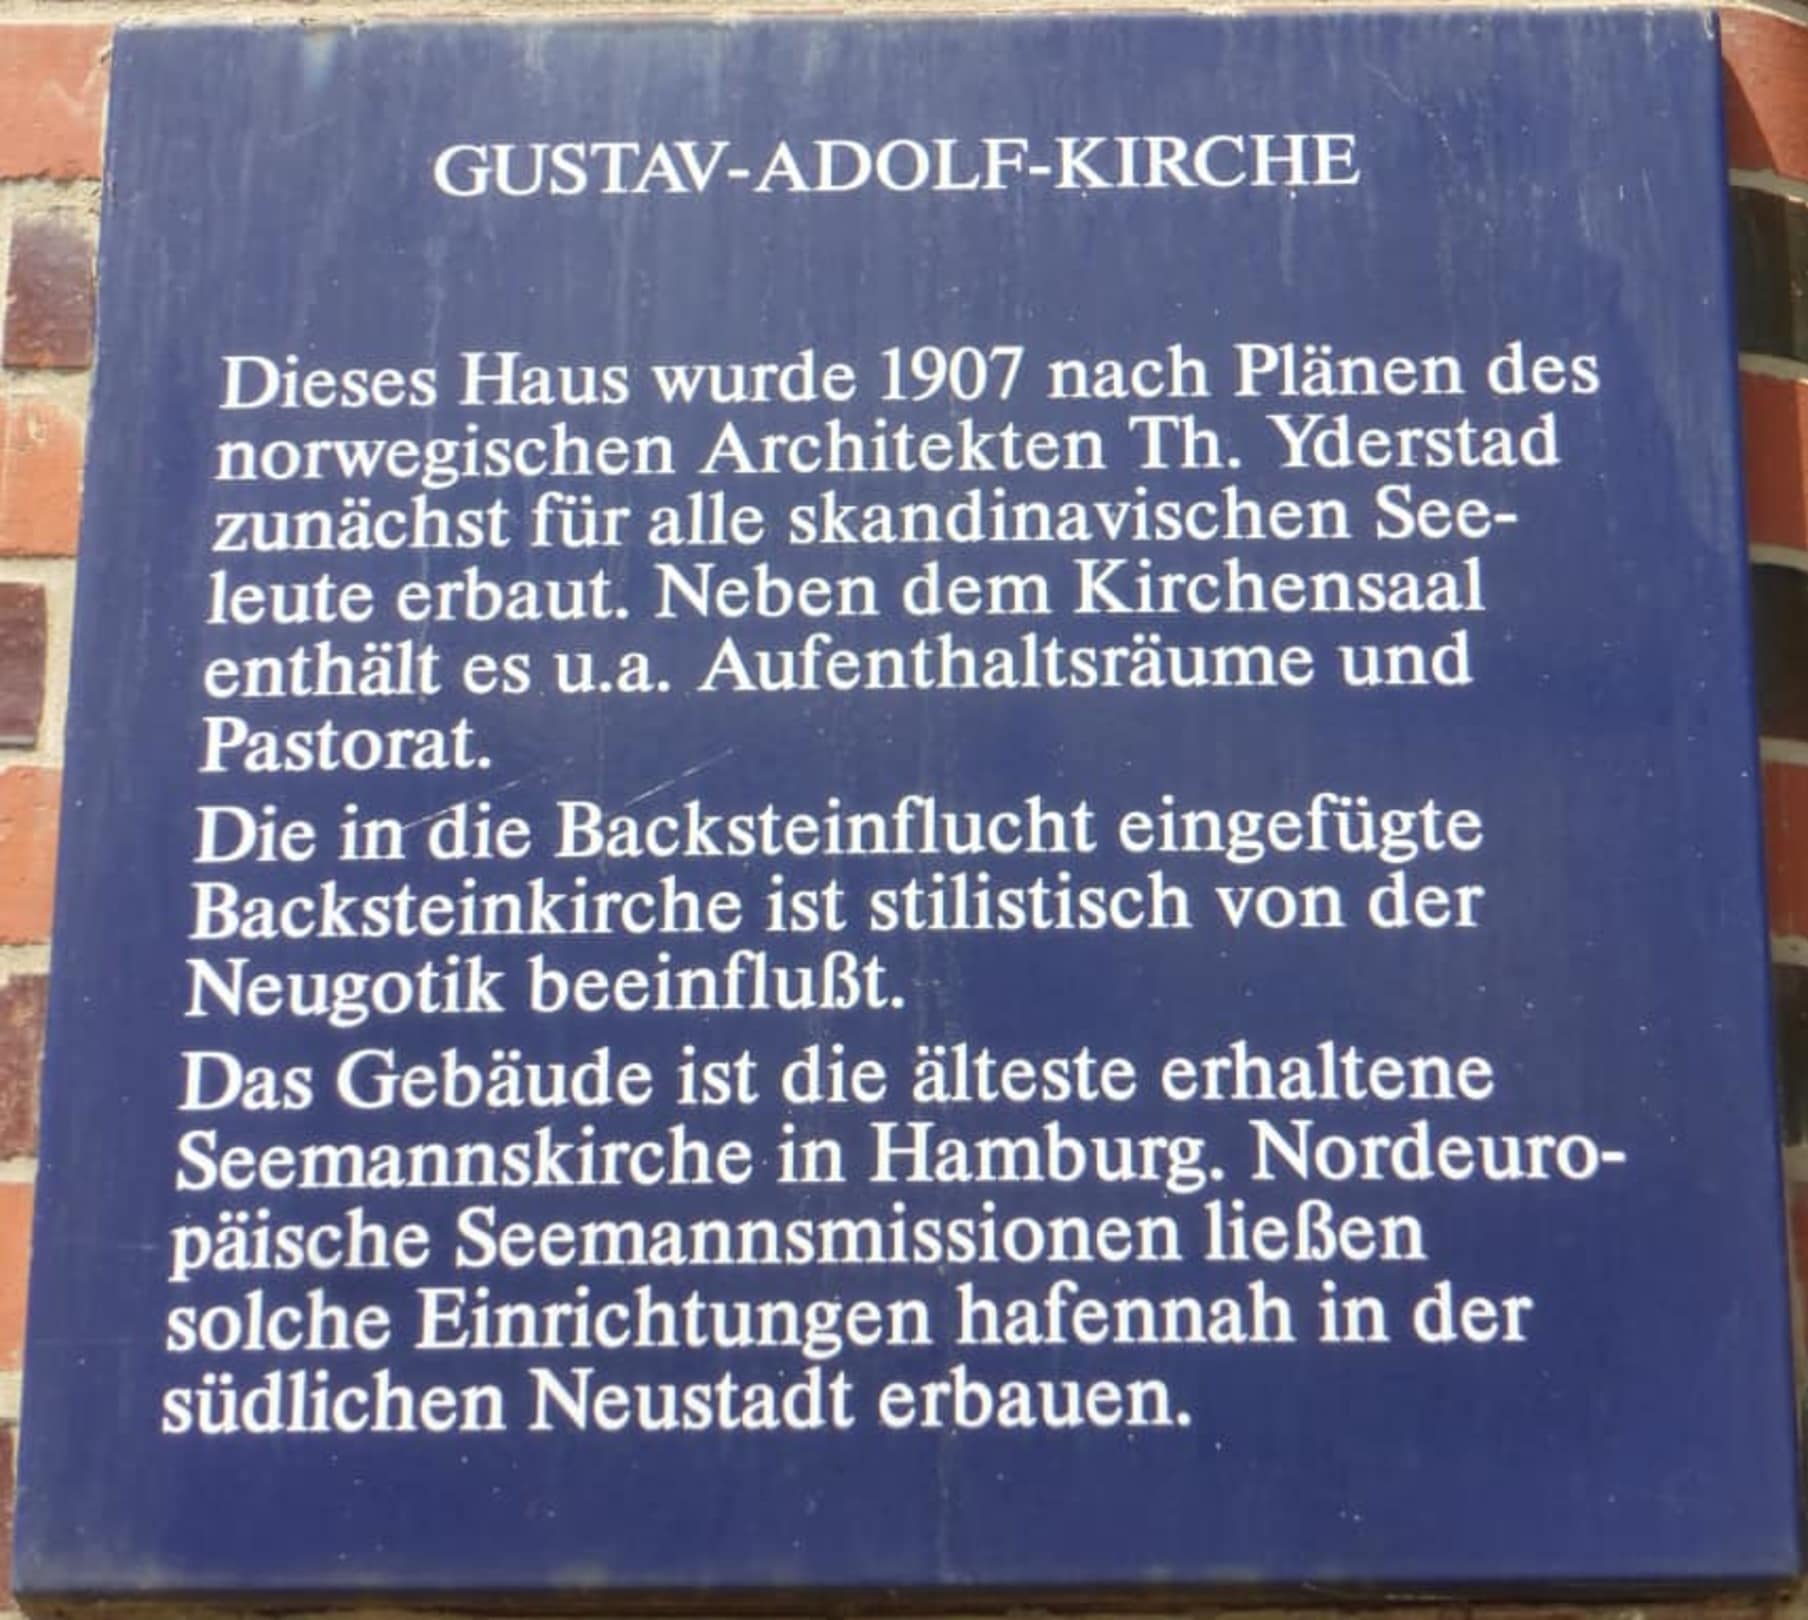 GUSTAV-ADOLF-KIRCHE
Dieses Haus wurde 1907 nach Plänen des
norwegischen Architekten Th. Yderstad
zunächst für alle skandinavischen See-
leute erbaut. Neben dem Kirchensaal
enthält es u.a. Aufenthaltsräume und
Pastorat.
Die in die Backsteinflucht eingefügte
Backsteinkirche ist stilistisch von der
Neugotik beeinflußt.
Das Gebäude ist die älteste erhaltene
Seemannskirche in Hamburg. Nordeuro-
päische Seemannsmissionen ließen
solche Einrichtungen hafennah in der
südlichen Neustadt erbauen.